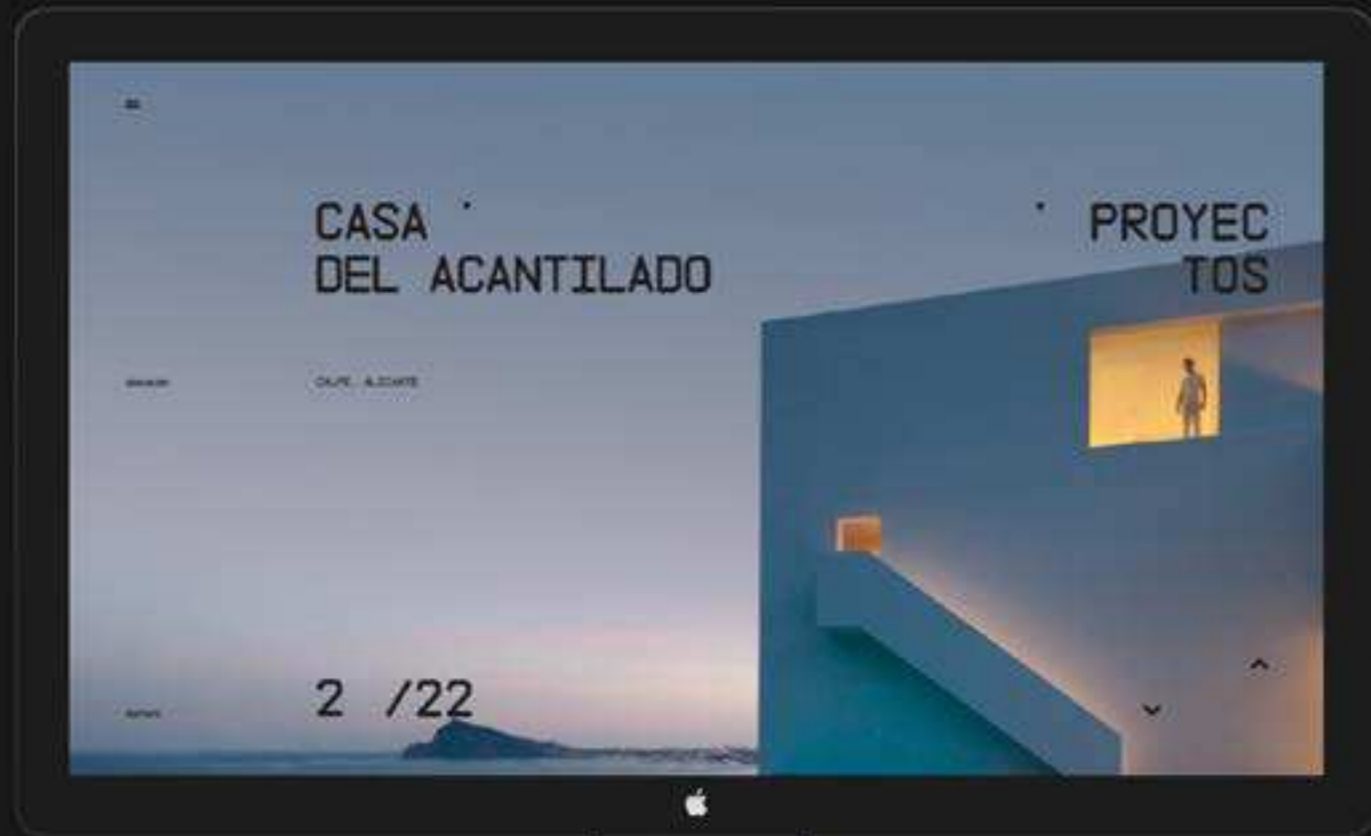 CASA
DEL ACANTILADO
PROYEC
TOS
CALPE, ALICANTE
2 /22